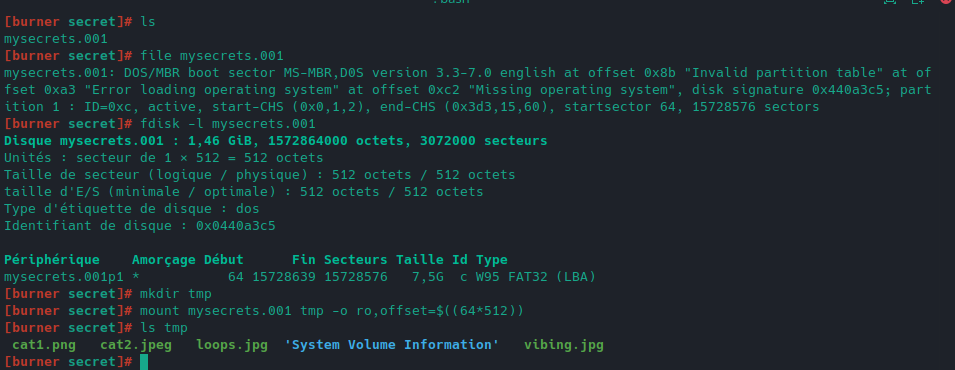 : bash
[burner secret]# ls
mysecrets.001
[burner secret]# file mysecrets.001
mysecrets.001: DOS/MBR boot sector MS-MBR,D0S version 3.3-7.0 english at offset 0x8b "Invalid partition table" at of
fset 0xa3 "Error loading operating system" at offset 0xc2 "Missing operating system", disk signature 0x440a3c5; part
ition 1 : ID=0xc, active, start-CHS (0x0,1,2), end-CHS (0x3d3,15,60), startsector 64, 15728576 sectors
[burner secret]# fdisk -l mysecrets.001
Disque mysecrets.001 : 1,46 GiB, 1572864000 octets, 3072000 secteurs
Unités : secteur de 1 × 512 = 512 octets
Taille de secteur (logique / physique) : 512 octets / 512 octets
taille d'E/S (minimale / optimale) : 512 octets / 512 octets
Type d'étiquette de disque : dos
Identifiant de disque : 0x0440a3c5
Périphérique    Amorçage Début      Fin Secteurs Taille Id Type
mysecrets.001p1 *           64 15728639 15728576   7,5G  c W95 FAT32 (LBA)
[burner secret]# mkdir tmp
[burner secret]# mount mysecrets.001 tmp -o ro,offset=$((64*512))
[burner secret]# ls tmp
cat1.png   cat2.jpeg   loops.jpg  'System Volume Information'   vibing.jpg
[burner secret]#